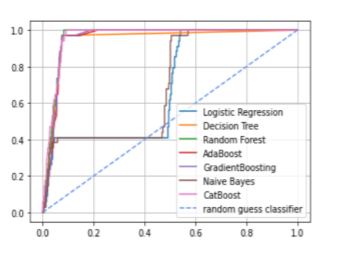 1.0
0.8
0.6
0.4
0.2
0.0
Logistic Regression
Decision Tree
Random Forest
AdaBoost
GradientBoosting
Naive Bayes
CatBoost
random guess classifier
0.0 0.2 0.4 0.6 0.8 1.0